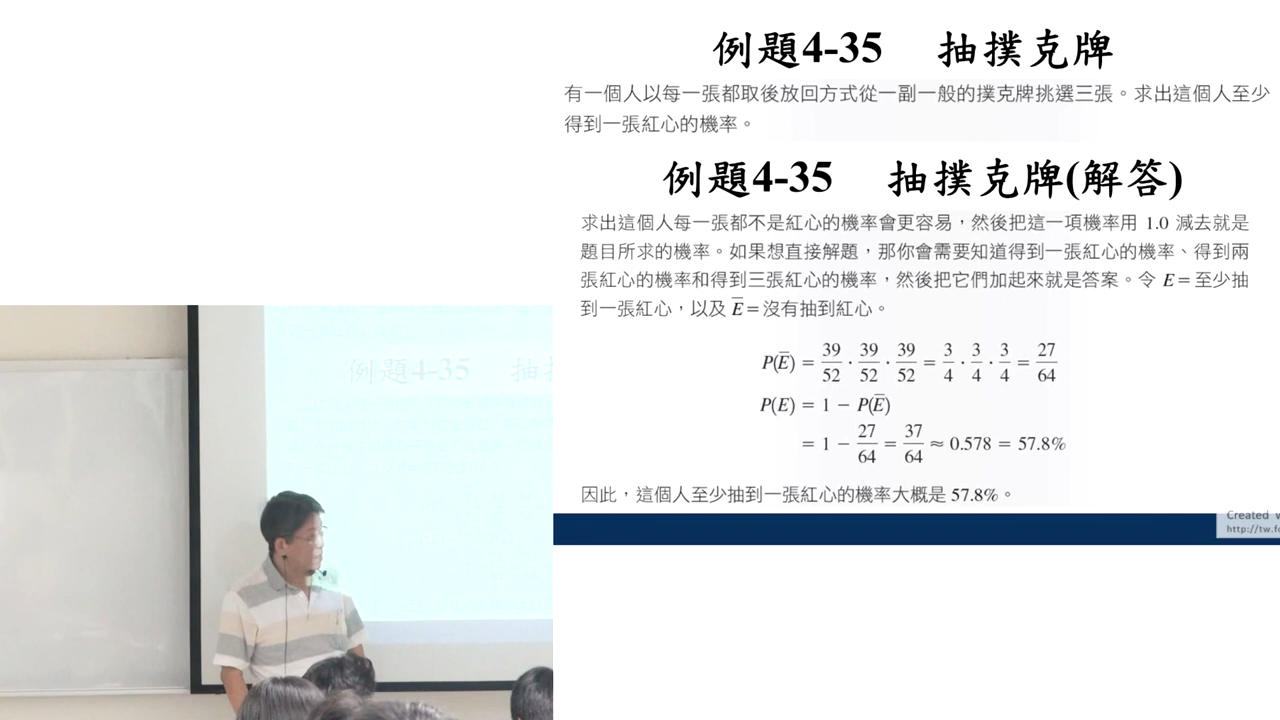 例題4-35 抽撲克牌
有一個人以每一張都取後放回方式從一副一般的撲克牌挑選三張。求出這個人至少
得到一張紅心的機率。
例題4-35 抽撲克牌(解答)
求出這個人每一張都不是紅心的機率會更容易，然後把這一項機率用 1.0 減去就是
題目所求的機率。如果想直接解題，那你會需要知道得到一張紅心的機率、得到兩
張紅心的機率和得到三張紅心的機率，然後把它們加起來就是答案。令 E＝至少抽
到一張紅心，以及 E̅＝沒有抽到紅心。
P(E̅) = 39/52 · 39/52 · 39/52 = 3/4 · 3/4 · 3/4 = 27/64
P(E) = 1 − P(E̅)
= 1 − 27/64 = 37/64 ≈ 0.578 = 57.8%
因此，這個人至少抽到一張紅心的機率大概是 57.8%。
Created
http://tw.fo
例題4-35 抽